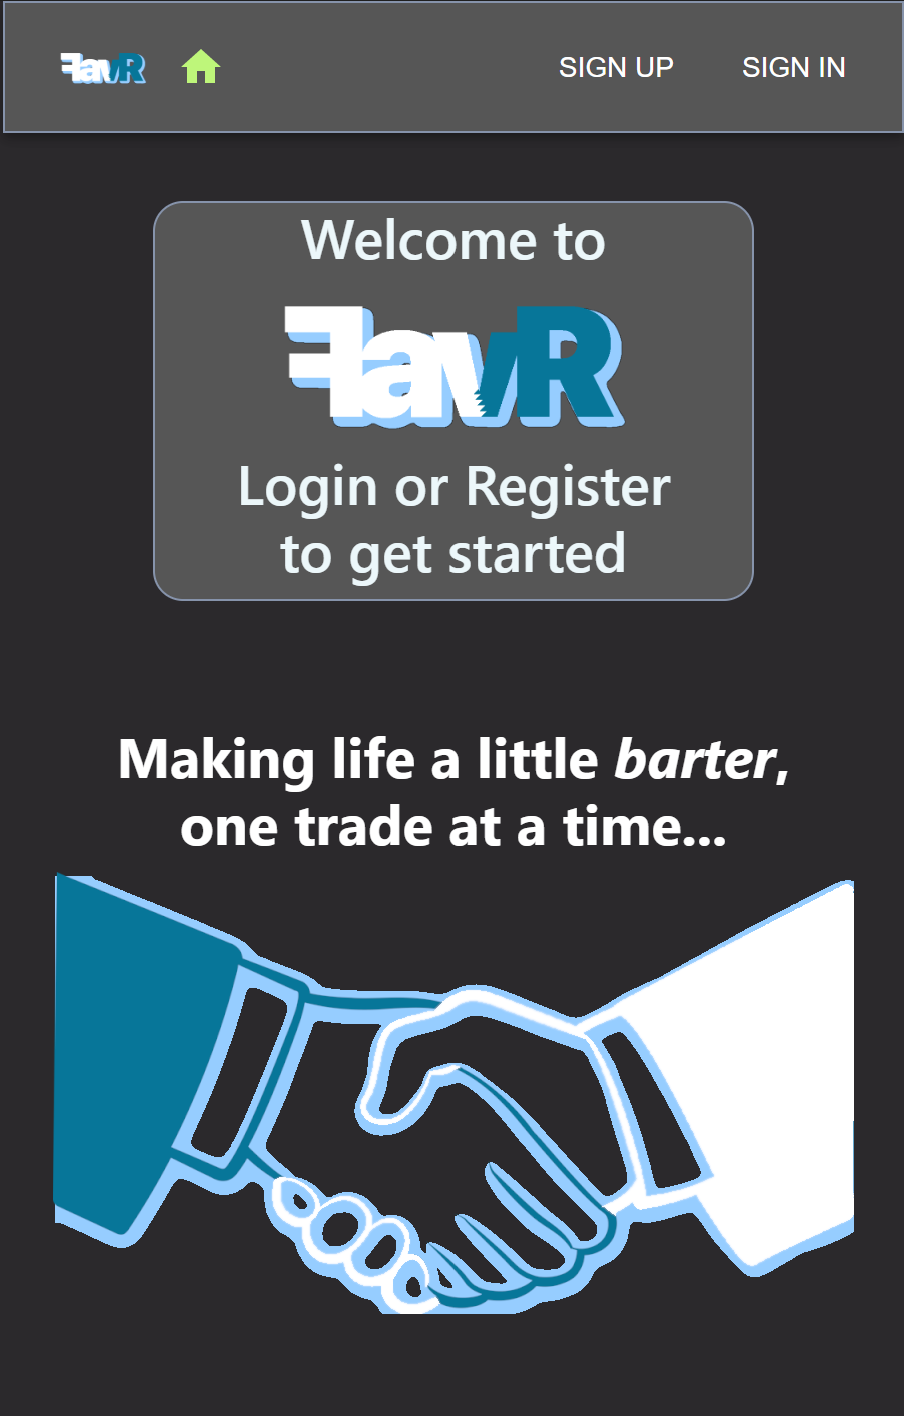 FlavR SIGN UP SIGN IN
Welcome to
FlavR
Login or Register
to get started
Making life a little barter,
one trade at a time...